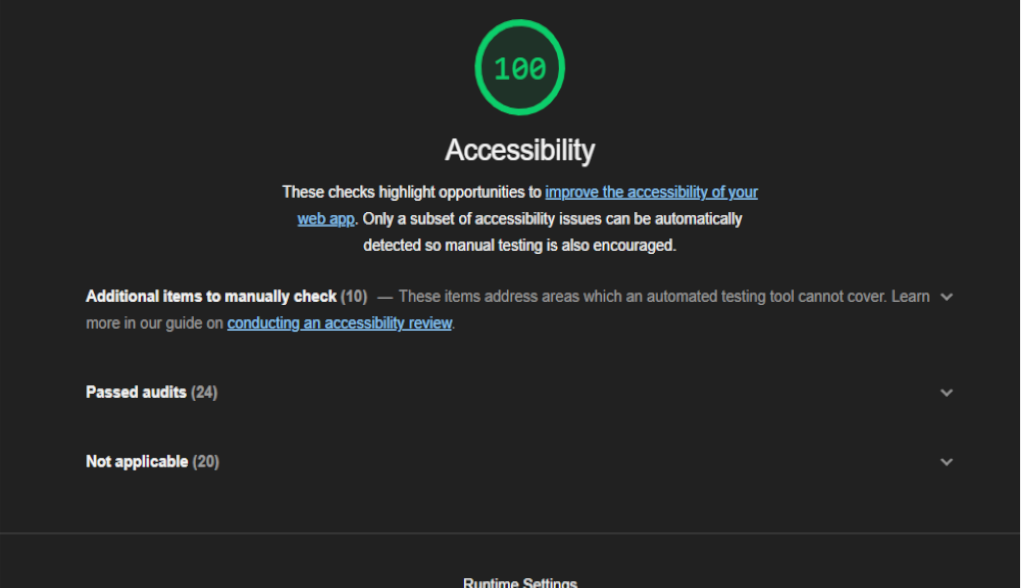 100
Accessibility
These checks highlight opportunities to improve the accessibility of your
web app. Only a subset of accessibility issues can be automatically
detected so manual testing is also encouraged.
Additional items to manually check (10) — These items address areas which an automated testing tool cannot cover. Learn
more in our guide on conducting an accessibility review.
Passed audits (24)
Not applicable (20)
Runtime Settings